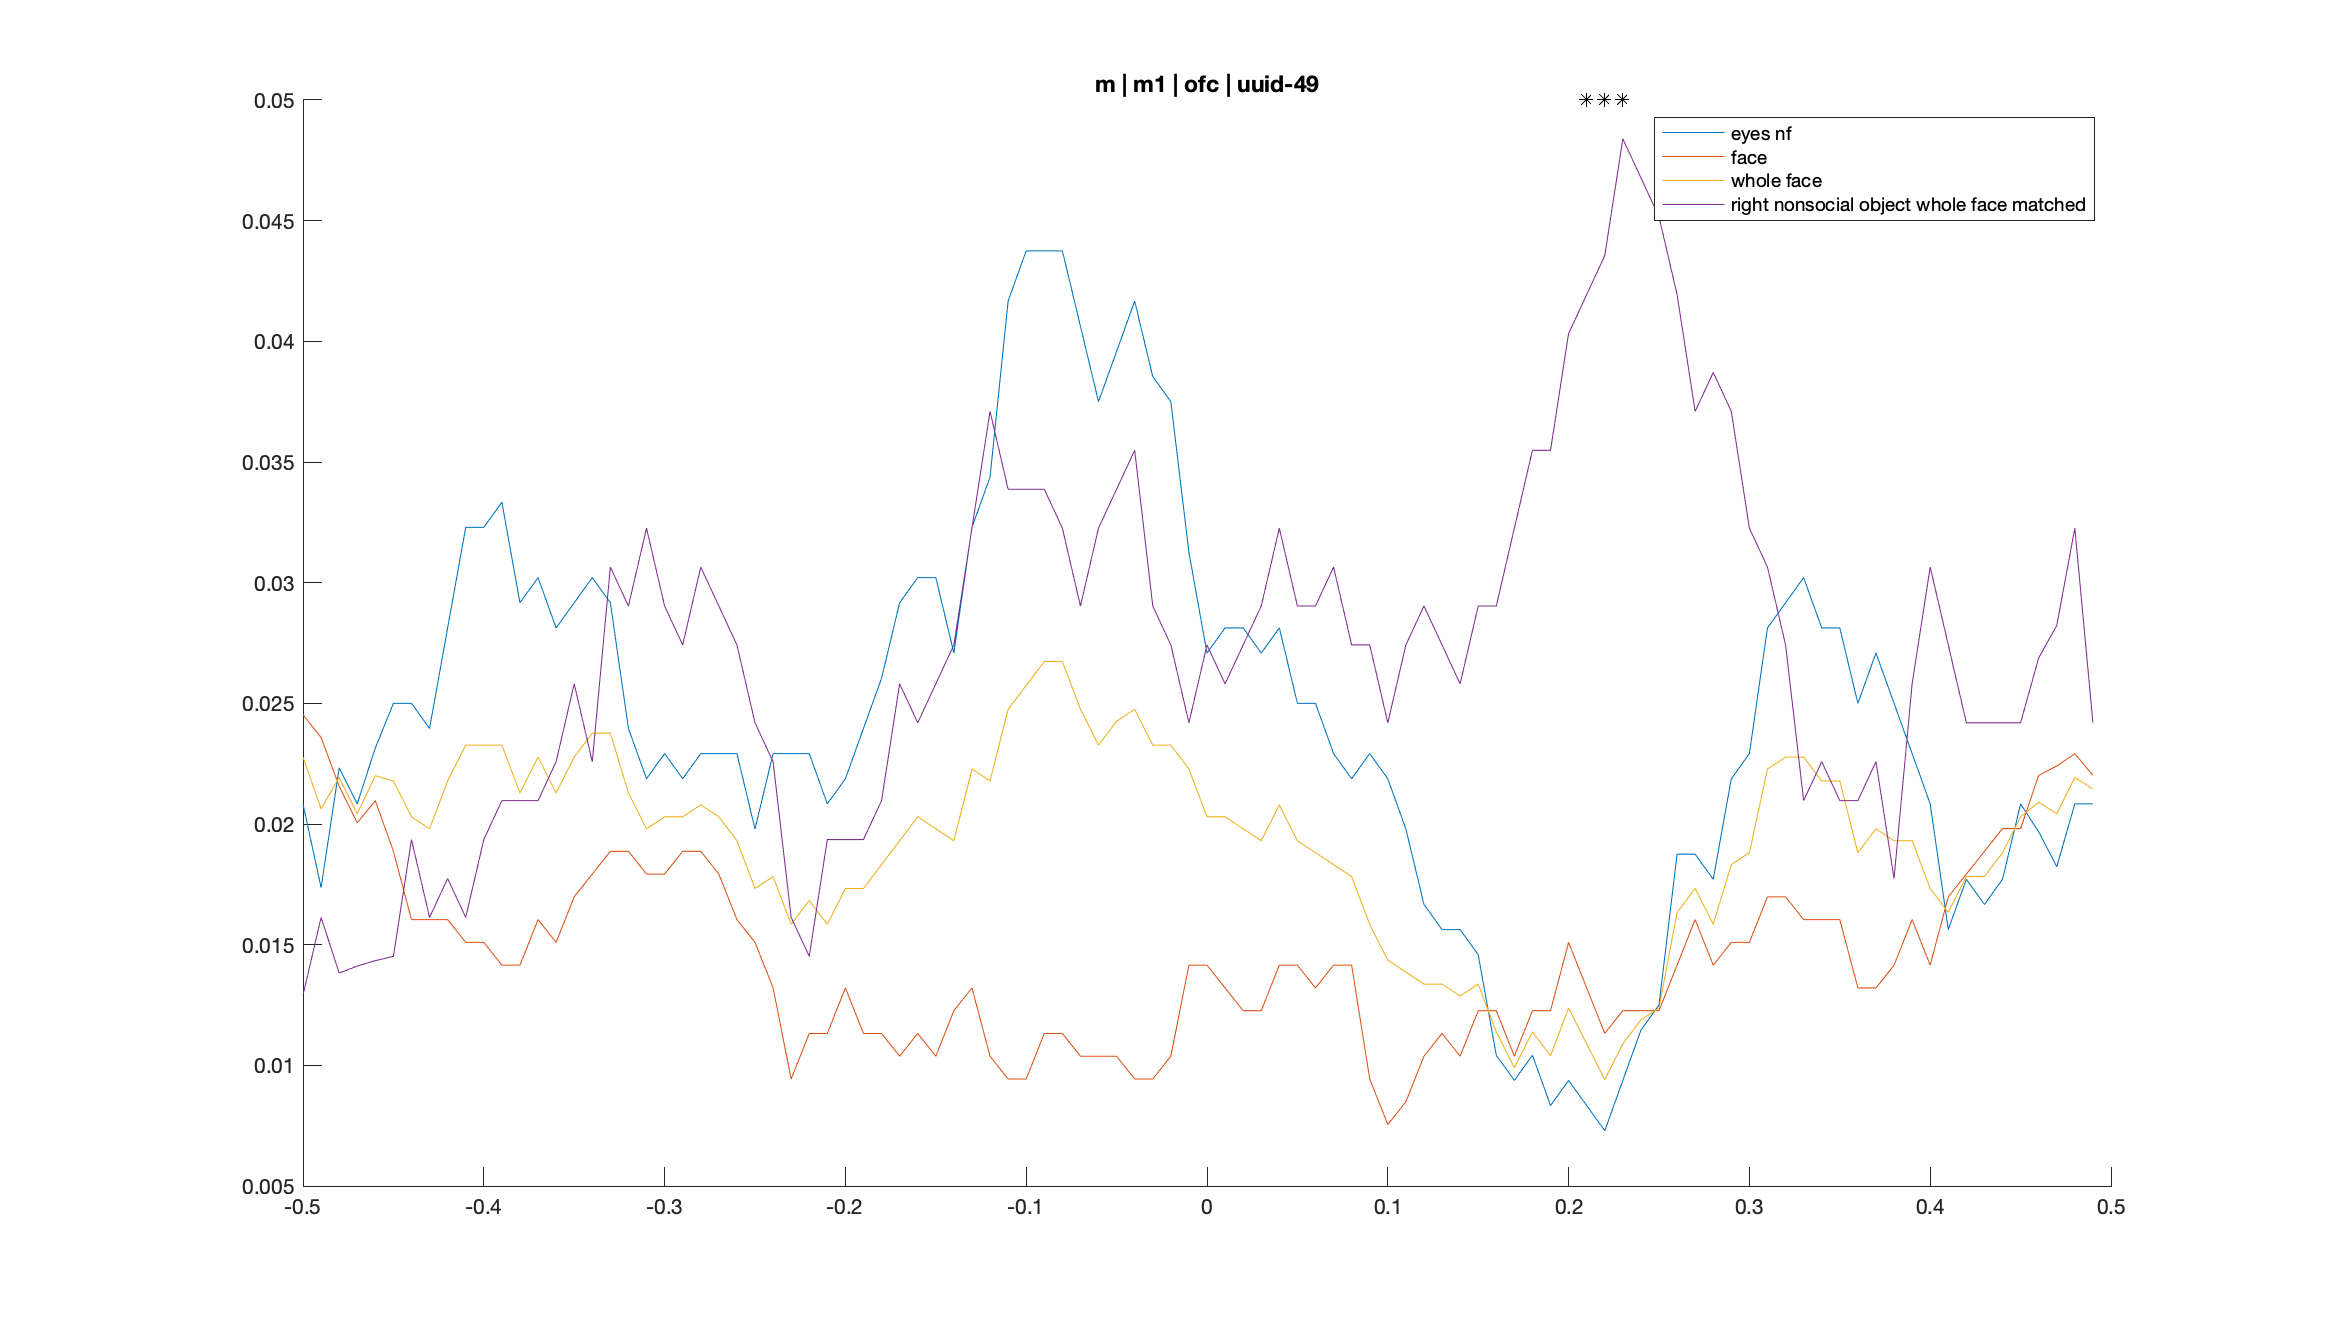 m | m1 | ofc | uuid-49
0.05
***
eyes nf
face
whole face
right nonsocial object whole face matched
0.045
0.04
0.035
0.03
0.025
0.02
0.015
0.01
0.005
-0.5 -0.4 -0.3 -0.2 -0.1 0 0.1 0.2 0.3 0.4 0.5